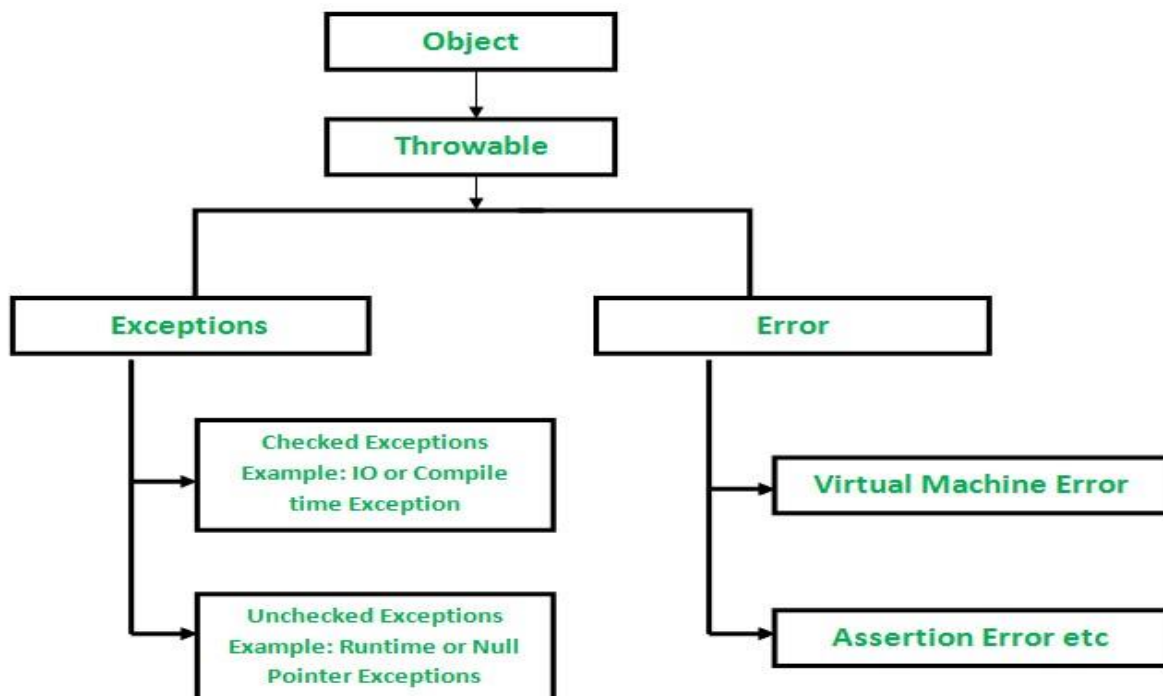 Object
Throwable
Exceptions
Error
Checked Exceptions
Example: IO or Compile
time Exception
Virtual Machine Error
Unchecked Exceptions
Example: Runtime or Null
Pointer Exceptions
Assertion Error etc